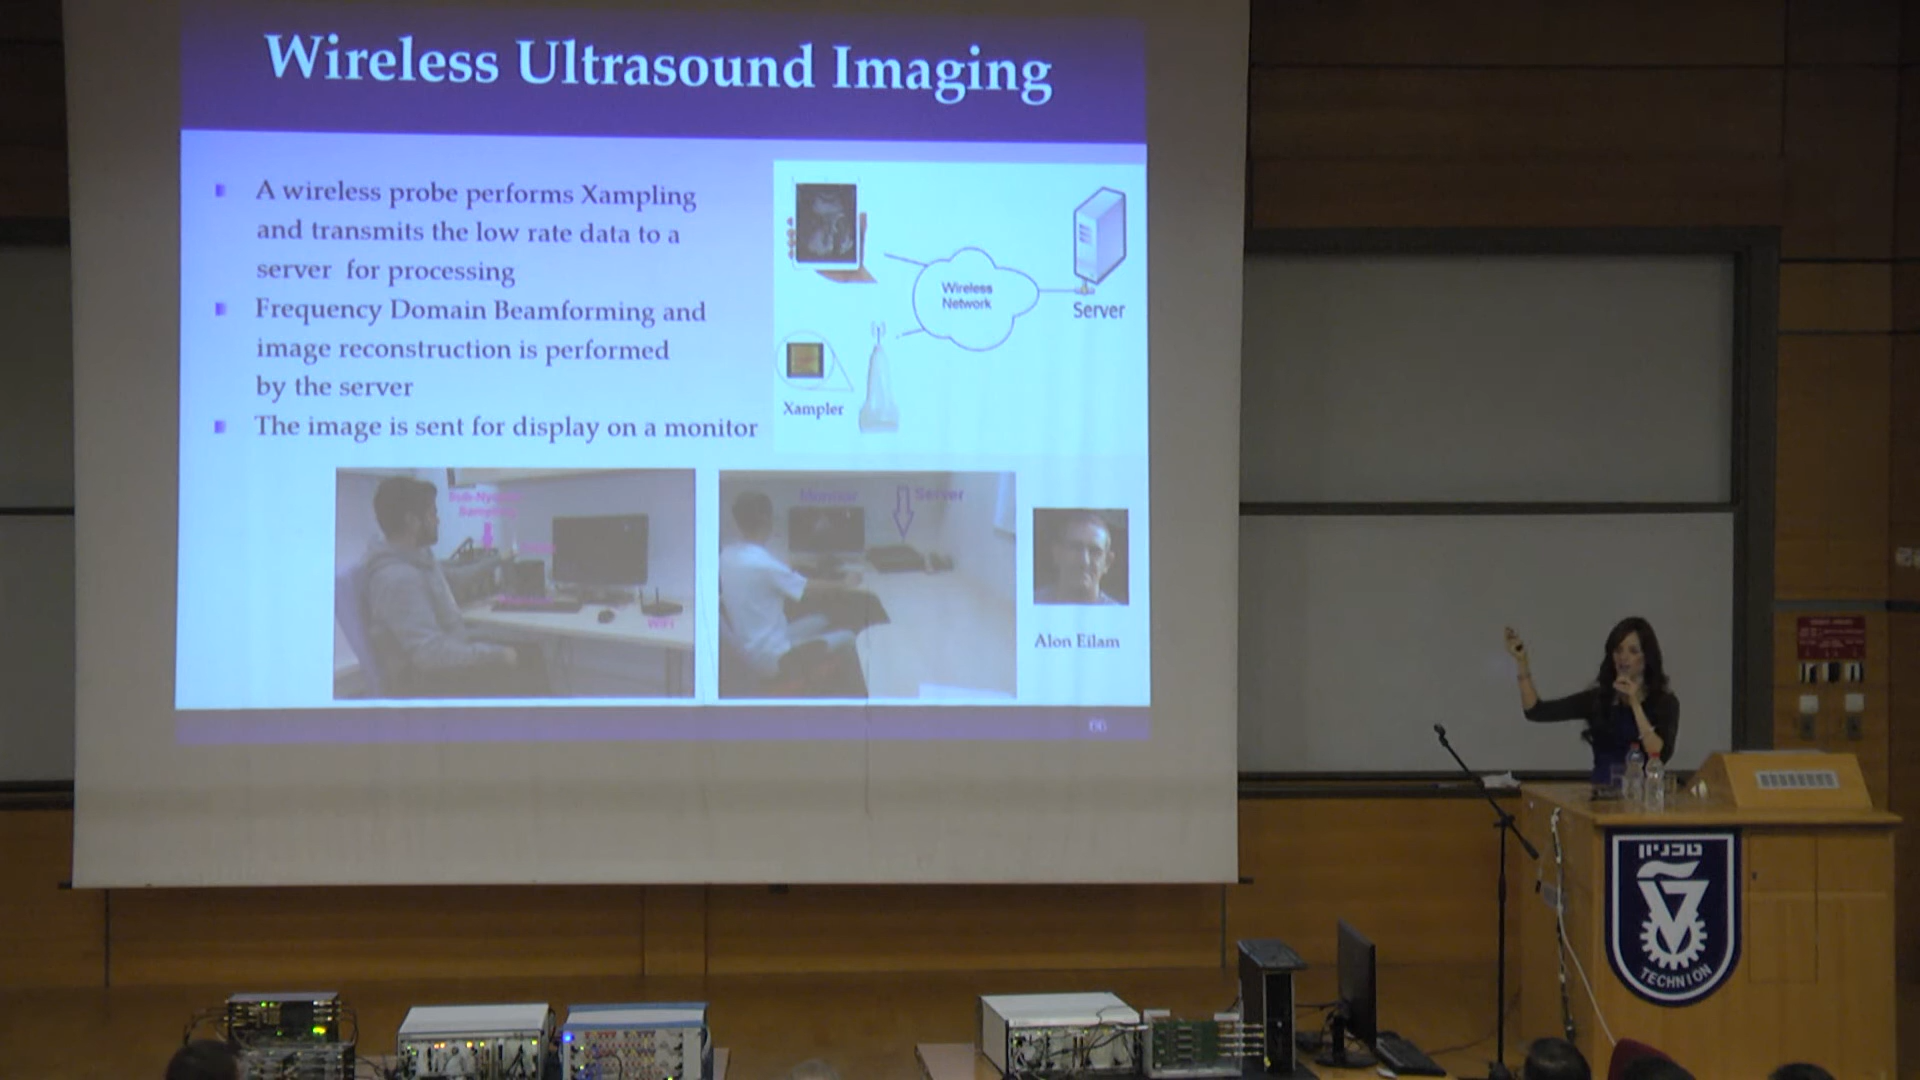 Wireless Ultrasound Imaging
A wireless probe performs Xampling
and transmits the low rate data to a
server for processing
Frequency Domain Beamforming and
image reconstruction is performed
by the server
The image is sent for display on a monitor
Wireless
Network
Server
Xampler
Server
WiFi
Alon Eilam
66
טכניון
TECHNION